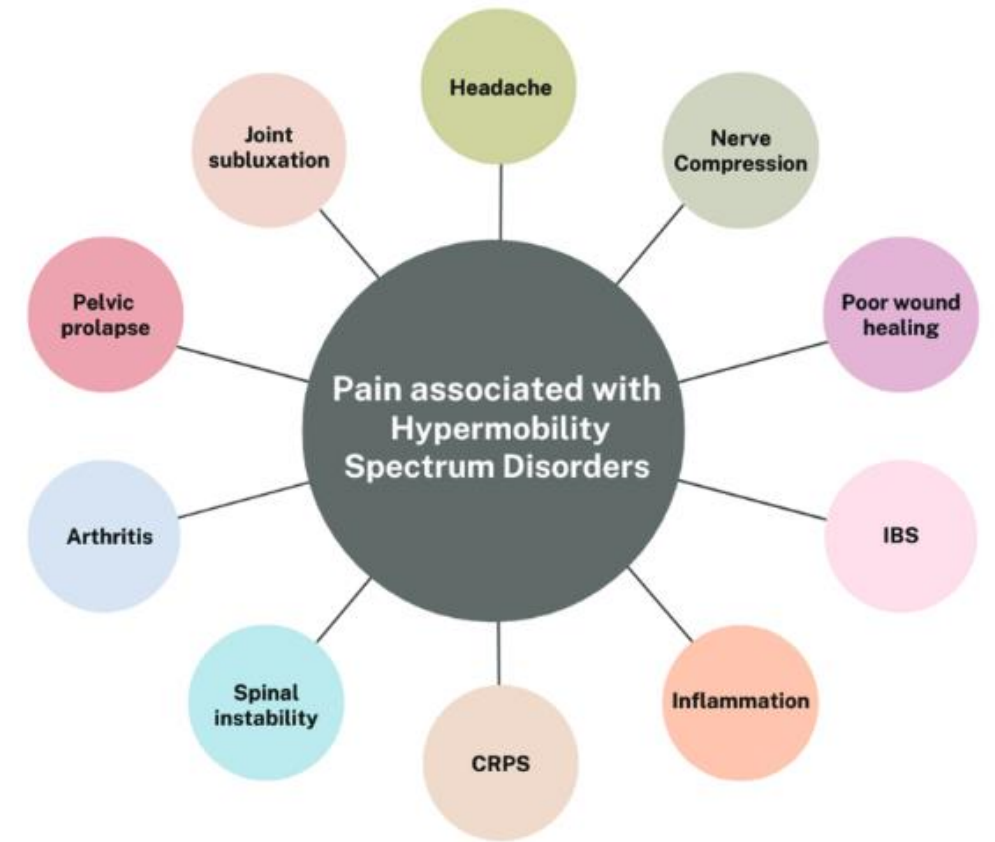 Headache
Joint
subluxation
Nerve
Compression
Pelvic
prolapse
Poor wound
healing
Pain associated with
Hypermobility
Spectrum Disorders
Arthritis
IBS
Spinal
instability
Inflammation
CRPS